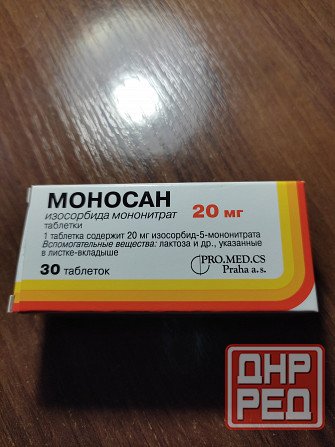 МОНОСАН
изосорбида мононитрат 20 мг
таблетки
1 таблетка содержит 20 мг изосорбид-5-мононитрата
Вспомогательные вещества: лактоза и др., указанные
в листке-вкладыше
30 таблеток
PRO.MED.CS
Praha a. s.
ДНР
РЕД